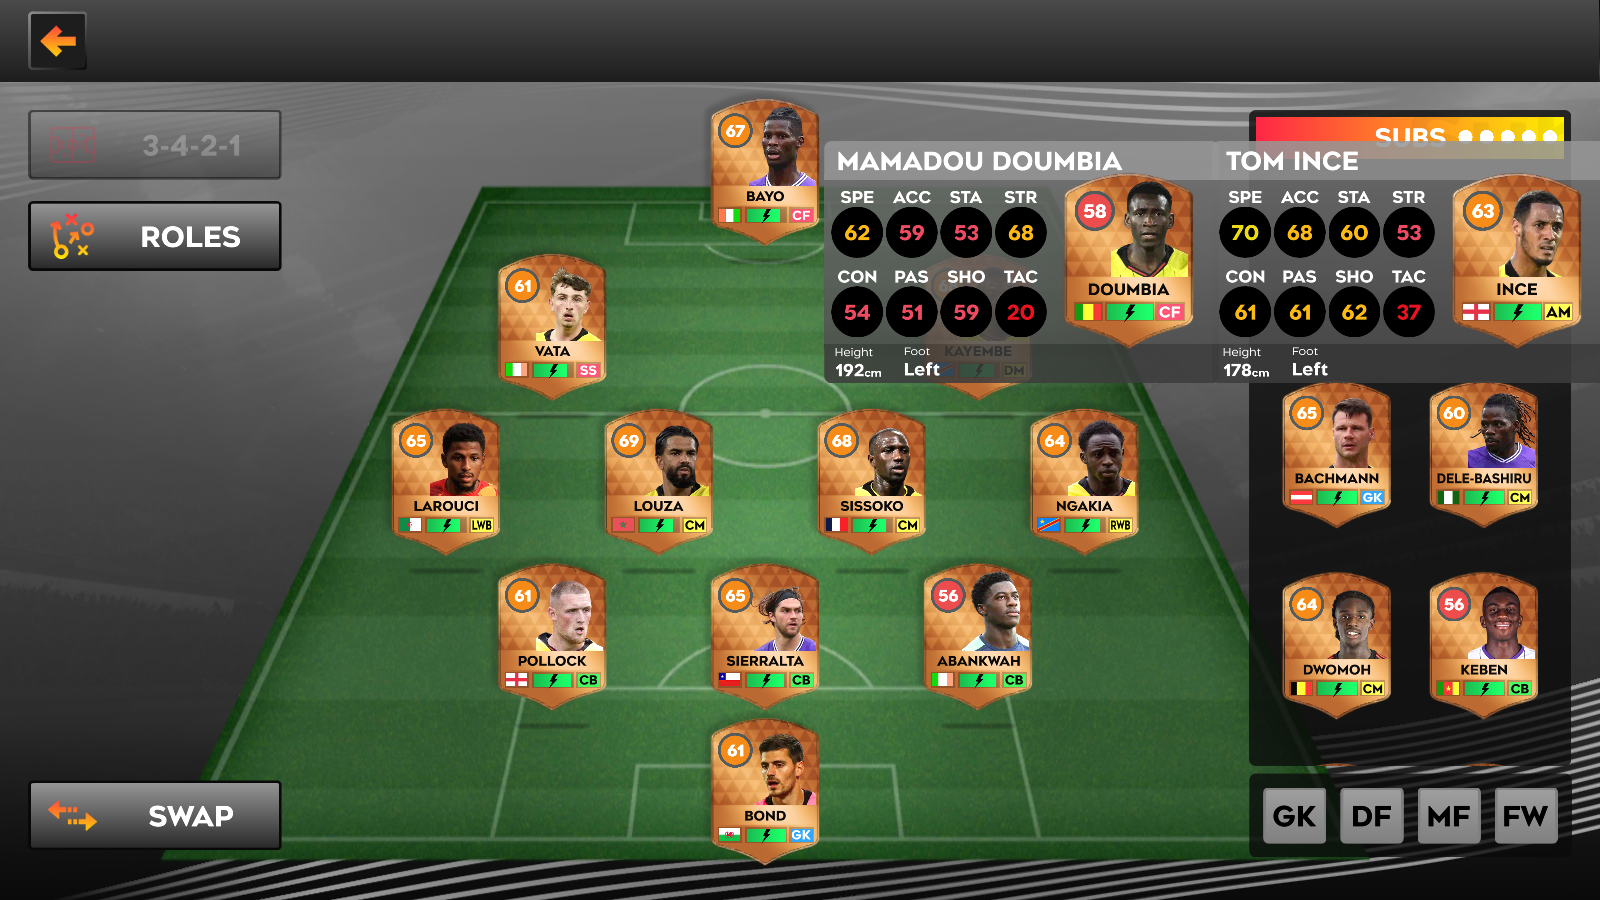 3-4-2-1
ROLES
SWAP
67
BAYO
CF
61
VATA
SS
MAMADOU DOUMBIA
SPE ACC STA STR
62 59 53 68
CON PAS SHO TAC
54 51 59 20
Height Foot
192cm Left
58
DOUMBIA
CF
KAYEMBE
DM
SUBS
TOM INCE
SPE ACC STA STR
70 68 60 53
CON PAS SHO TAC
61 61 62 37
Height Foot
178cm Left
63
INCE
AM
65
LAROUCI
LWB
69
LOUZA
CM
68
SISSOKO
CM
64
NGAKIA
RWB
65
BACHMANN
GK
60
DELE-BASHIRU
CM
61
POLLOCK
CB
65
SIERRALTA
CB
56
ABANKWAH
CB
64
DWOMOH
CM
56
KEBEN
CB
61
BOND
GK
GK DF MF FW